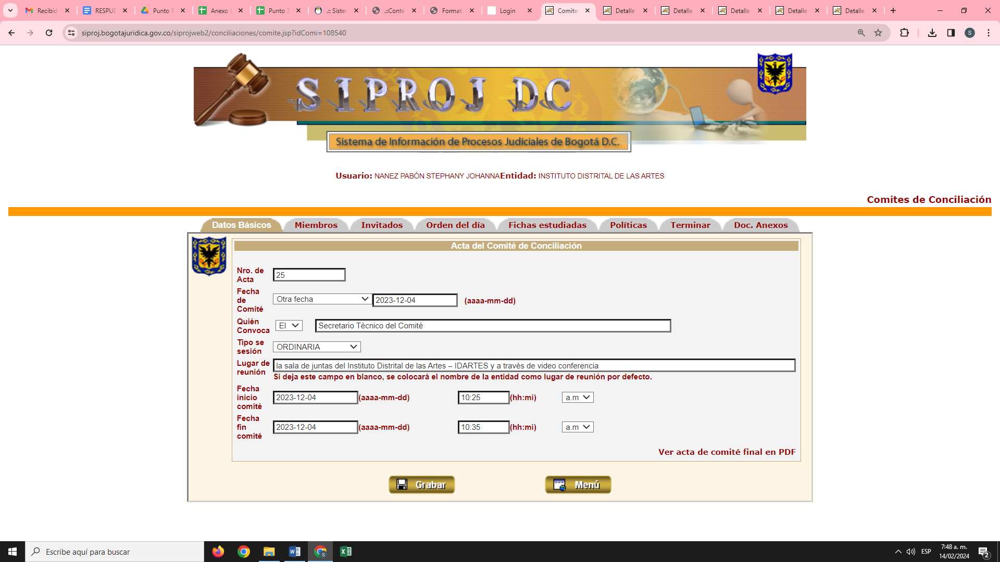 Recibid
RESPUE
Punto 9
Anexo 8
Punto 3
.:: Sister
.::Conte
Format
Login
Comite
Detalle
Detalle
Detalle
Detalle
Detalle
siproj.bogotajuridica.gov.co/siprojweb2/conciliaciones/comite.jsp?idComi=108540
S
SIPROJ DC
Sistema de Información de Procesos Judiciales de Bogotá D.C.
Usuario: NANEZ PABÓN STEPHANY JOHANNAEntidad: INSTITUTO DISTRITAL DE LAS ARTES
Comites de Conciliación
Datos Básicos
Miembros
Invitados
Orden del día
Fichas estudiadas
Políticas
Terminar
Doc. Anexos
Acta del Comité de Conciliación
Nro. de
Acta
25
Fecha
de
Comité
Otra fecha
2023-12-04
(aaaa-mm-dd)
Quién
Convoca
El
Secretario Técnico del Comité
Tipo se
sesión
ORDINARIA
Lugar de
reunión
la sala de juntas del Instituto Distrital de las Artes – IDARTES y a través de video conferencia
Si deja este campo en blanco, se colocará el nombre de la entidad como lugar de reunión por defecto.
Fecha
inicio
comité
2023-12-04
(aaaa-mm-dd)
10:25
(hh:mi)
a.m
Fecha
fin
comité
2023-12-04
(aaaa-mm-dd)
10:35
(hh:mi)
a.m
Ver acta de comité final en PDF
Grabar
Menú
Escribe aquí para buscar
ESP
7:48 a. m.
14/02/2024
2